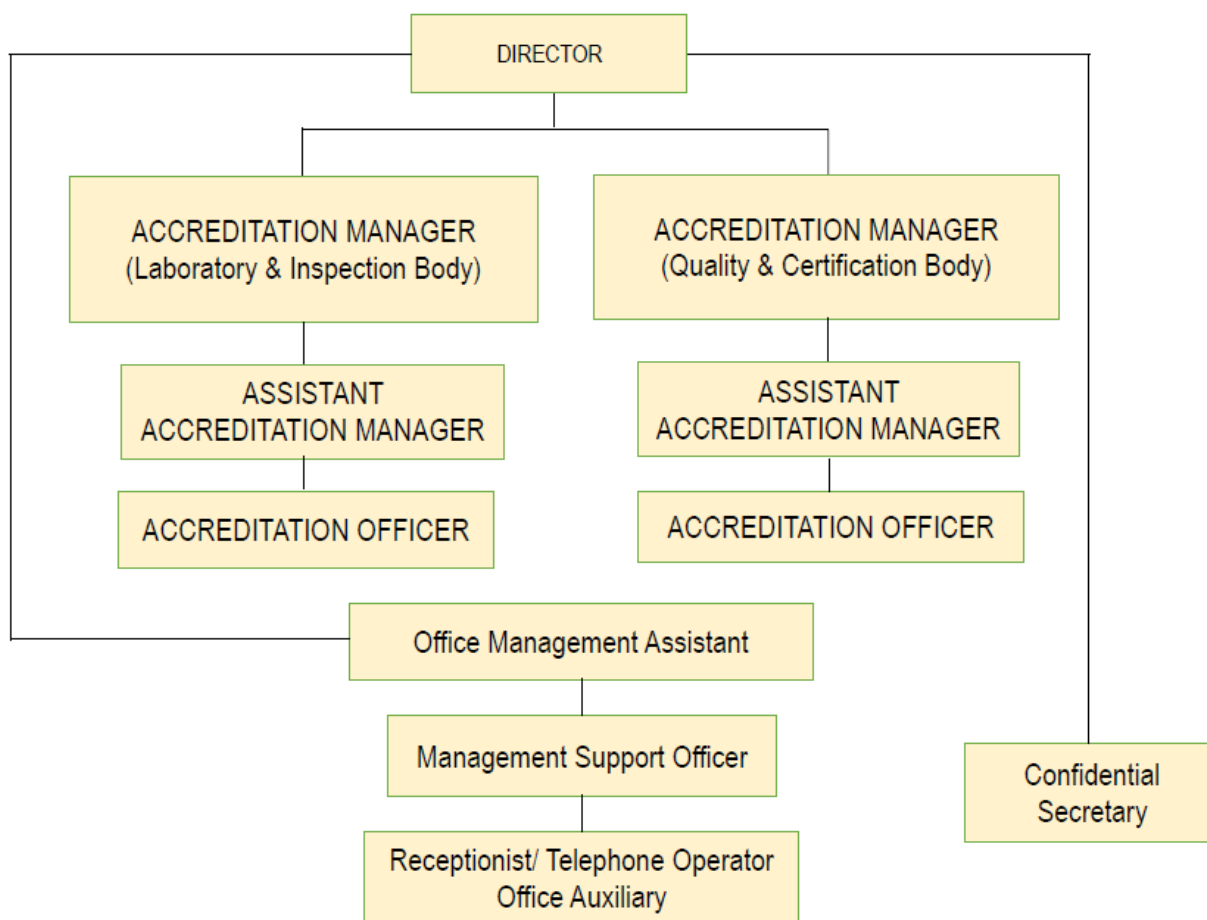 DIRECTOR
ACCREDITATION MANAGER
(Laboratory & Inspection Body)
ACCREDITATION MANAGER
(Quality & Certification Body)
ASSISTANT
ACCREDITATION MANAGER
ASSISTANT
ACCREDITATION MANAGER
ACCREDITATION OFFICER
ACCREDITATION OFFICER
Office Management Assistant
Management Support Officer
Confidential
Secretary
Receptionist/ Telephone Operator
Office Auxiliary